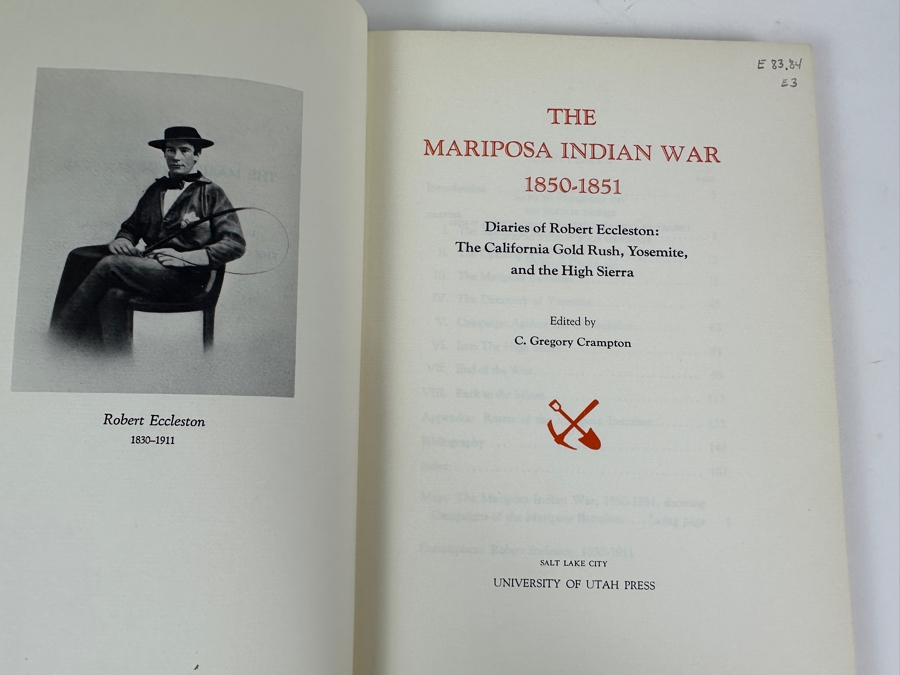 Robert Eccleston
1830–1911
E 83.84
E3
THE
MARIPOSA INDIAN WAR
1850-1851
Diaries of Robert Eccleston:
The California Gold Rush, Yosemite,
and the High Sierra
Edited by
C. Gregory Crampton
SALT LAKE CITY
UNIVERSITY OF UTAH PRESS